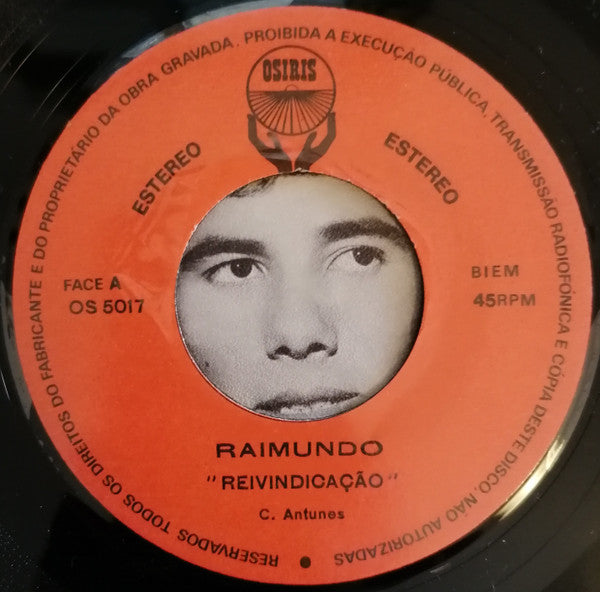 RESERVADOS TODOS OS DIREITOS DO FABRICANTE E DO PROPRIETÁRIO DA OBRA GRAVADA. PROIBIDA A EXECUÇAO PÚBLICA, TRANSMISSÃO RADIOFÓNICA E CÓPIA DESTE DISCO, NÃO AUTORIZADAS
OSIRIS
ESTEREO
ESTEREO
FACE A
OS 5017
BIEM
45RPM
RAIMUNDO
"REIVINDICAÇÃO"
C. Antunes